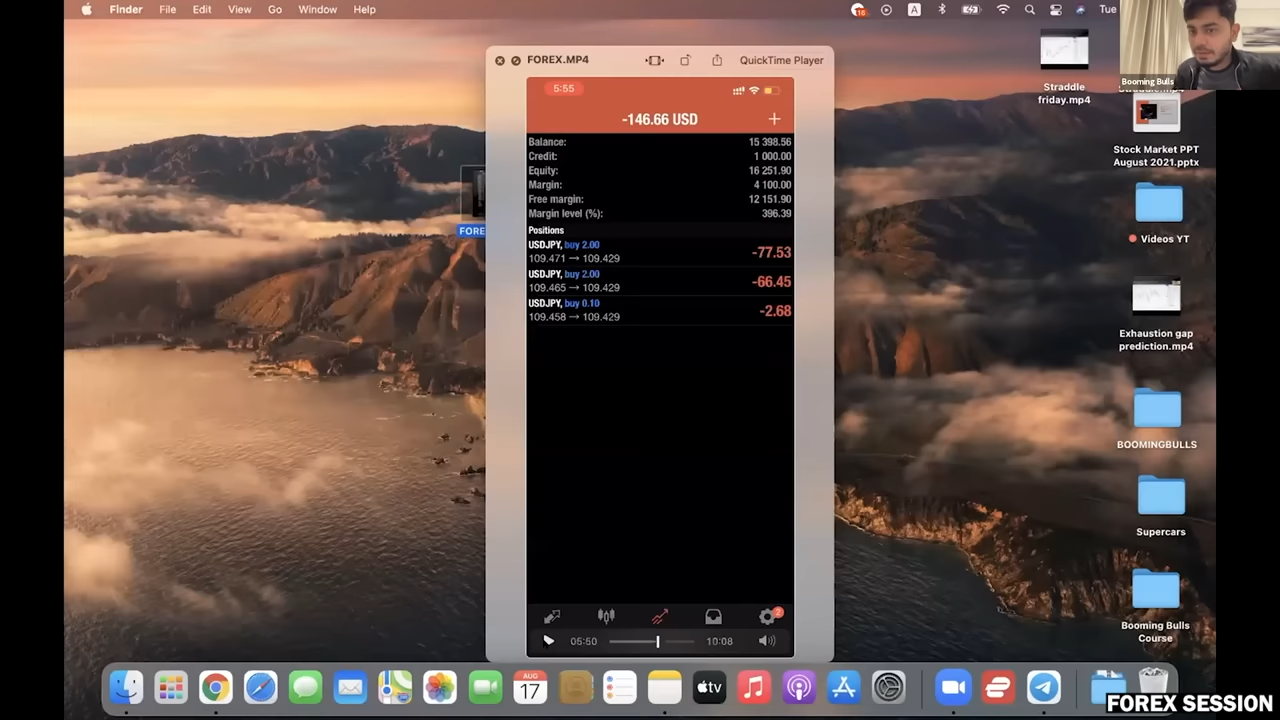 Finder File Edit View Go Window Help
16
A
Tue
Booming Bulls
FOREX.MP4
QuickTime Player
Straddle
friday.mp4
Stock Market PPT
August 2021.pptx
Videos YT
Exhaustion gap
prediction.mp4
BOOMINGBULLS
Supercars
Booming Bulls
Course
FORE
5:55
-146.66 USD +
Balance: 15 398.56
Credit: 1 000.00
Equity: 16 251.90
Margin: 4 100.00
Free margin: 12 151.90
Margin level (%): 396.39
Positions
USDJPY, buy 2.00
109.471 → 109.429 -77.53
USDJPY, buy 2.00
109.465 → 109.429 -66.45
USDJPY, buy 0.10
109.458 → 109.429 -2.68
2
05:50 10:08
AUG
17
tv
FOREX SESSION